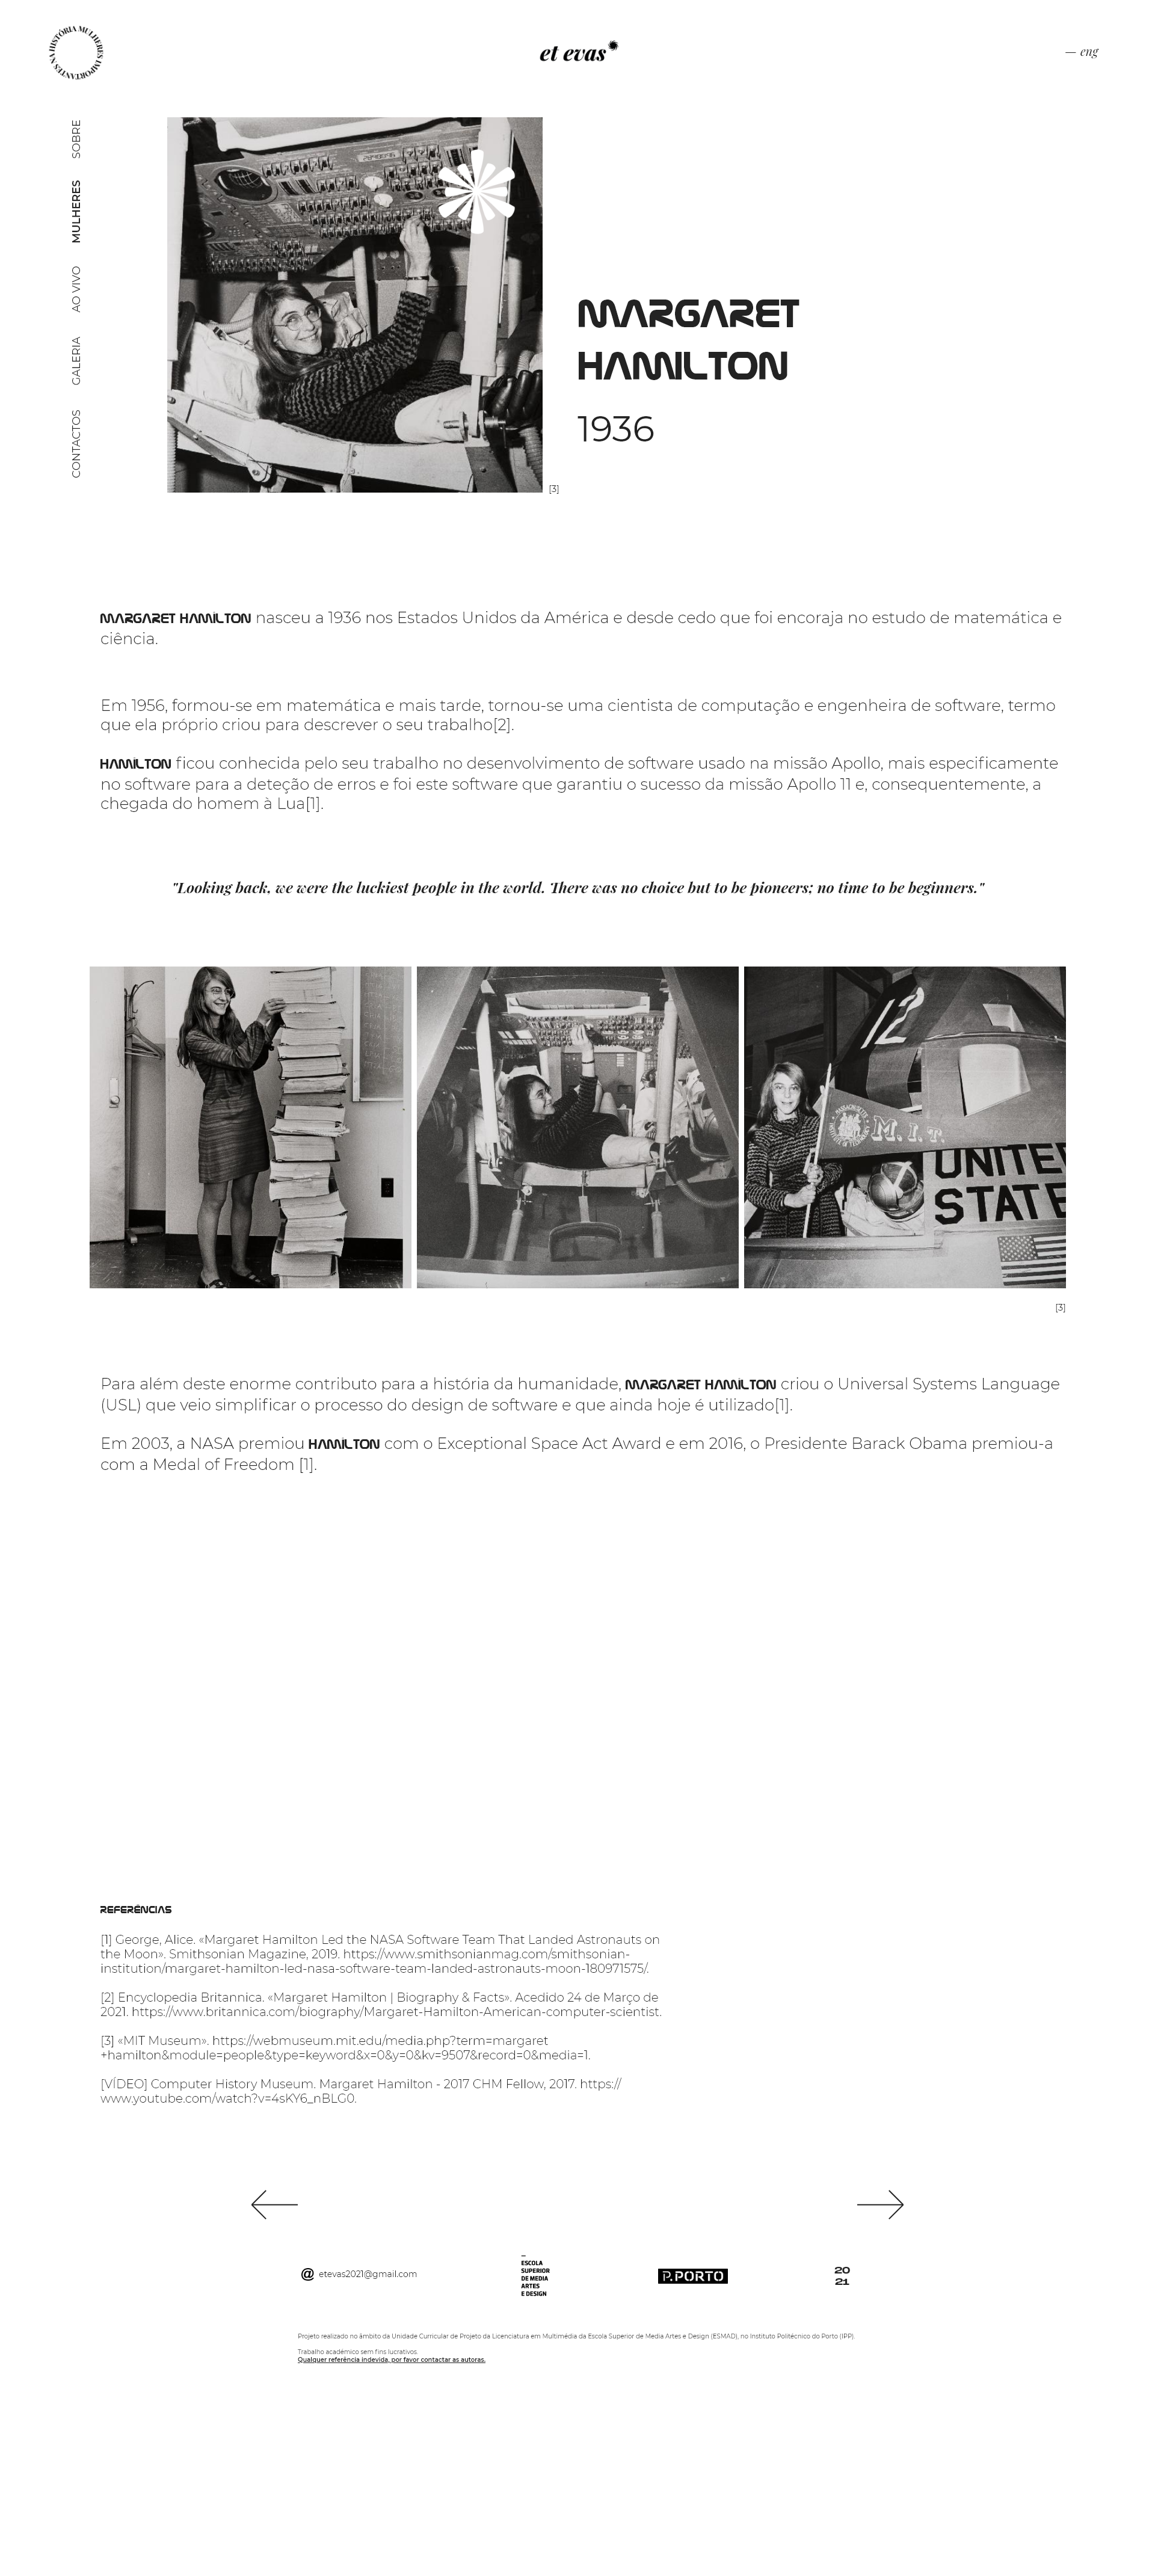 MULHERES IMPORTANTES NA HISTÓRIA
et evas
— eng
SOBRE
MULHERES
AO VIVO
GALERIA
CONTACTOS
MARGARET
HAMILTON
1936
[3]
MARGARET HAMILTON nasceu a 1936 nos Estados Unidos da América e desde cedo que foi encoraja no estudo de matemática e
ciência.
Em 1956, formou-se em matemática e mais tarde, tornou-se uma cientista de computação e engenheira de software, termo
que ela próprio criou para descrever o seu trabalho[2].
HAMILTON ficou conhecida pelo seu trabalho no desenvolvimento de software usado na missão Apollo, mais especificamente
no software para a deteção de erros e foi este software que garantiu o sucesso da missão Apollo 11 e, consequentemente, a
chegada do homem à Lua[1].
"Looking back, we were the luckiest people in the world. There was no choice but to be pioneers; no time to be beginners."
12
MASSACHUSETTS INSTITUTE OF TECHNOLOGY
M.I.T.
UNITE
STATE
[3]
Para além deste enorme contributo para a história da humanidade, MARGARET HAMILTON criou o Universal Systems Language
(USL) que veio simplificar o processo do design de software e que ainda hoje é utilizado[1].
Em 2003, a NASA premiou HAMILTON com o Exceptional Space Act Award e em 2016, o Presidente Barack Obama premiou-a
com a Medal of Freedom [1].
REFERÊNCIAS
[1] George, Alice. «Margaret Hamilton Led the NASA Software Team That Landed Astronauts on
the Moon». Smithsonian Magazine, 2019. https://www.smithsonianmag.com/smithsonian-
institution/margaret-hamilton-led-nasa-software-team-landed-astronauts-moon-180971575/.
[2] Encyclopedia Britannica. «Margaret Hamilton | Biography & Facts». Acedido 24 de Março de
2021. https://www.britannica.com/biography/Margaret-Hamilton-American-computer-scientist.
[3] «MIT Museum». https://webmuseum.mit.edu/media.php?term=margaret
+hamilton&module=people&type=keyword&x=0&y=0&kv=9507&record=0&media=1.
[VÍDEO] Computer History Museum. Margaret Hamilton - 2017 CHM Fellow, 2017. https://
www.youtube.com/watch?v=4sKY6_nBLG0.
@ etevas2021@gmail.com
—
ESCOLA
SUPERIOR
DE MEDIA
ARTES
E DESIGN
P.PORTO
20
21
Projeto realizado no âmbito da Unidade Curricular de Projeto da Licenciatura em Multimédia da Escola Superior de Media Artes e Design (ESMAD), no Instituto Politécnico do Porto (IPP).
Trabalho académico sem fins lucrativos.
Qualquer referência indevida, por favor contactar as autoras.